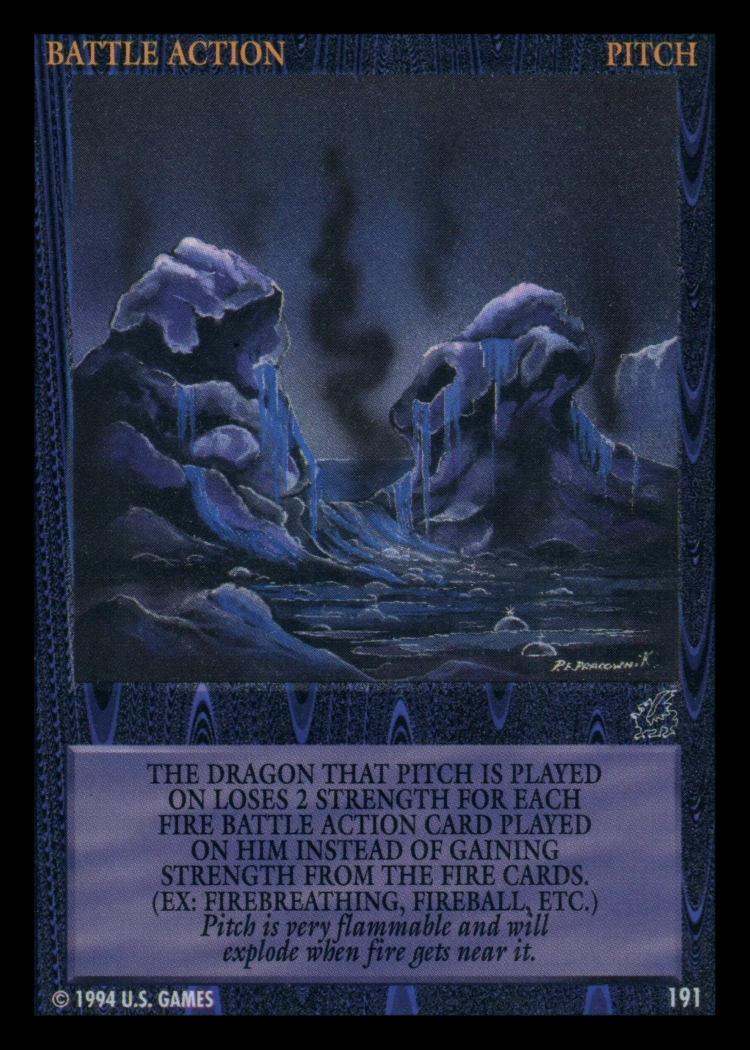 BATTLE ACTION PITCH
P.E. PRACOWNIK
THE DRAGON THAT PITCH IS PLAYED
ON LOSES 2 STRENGTH FOR EACH
FIRE BATTLE ACTION CARD PLAYED
ON HIM INSTEAD OF GAINING
STRENGTH FROM THE FIRE CARDS.
(EX: FIREBREATHING, FIREBALL, ETC.)
Pitch is very flammable and will
explode when fire gets near it.
© 1994 U.S. GAMES 191